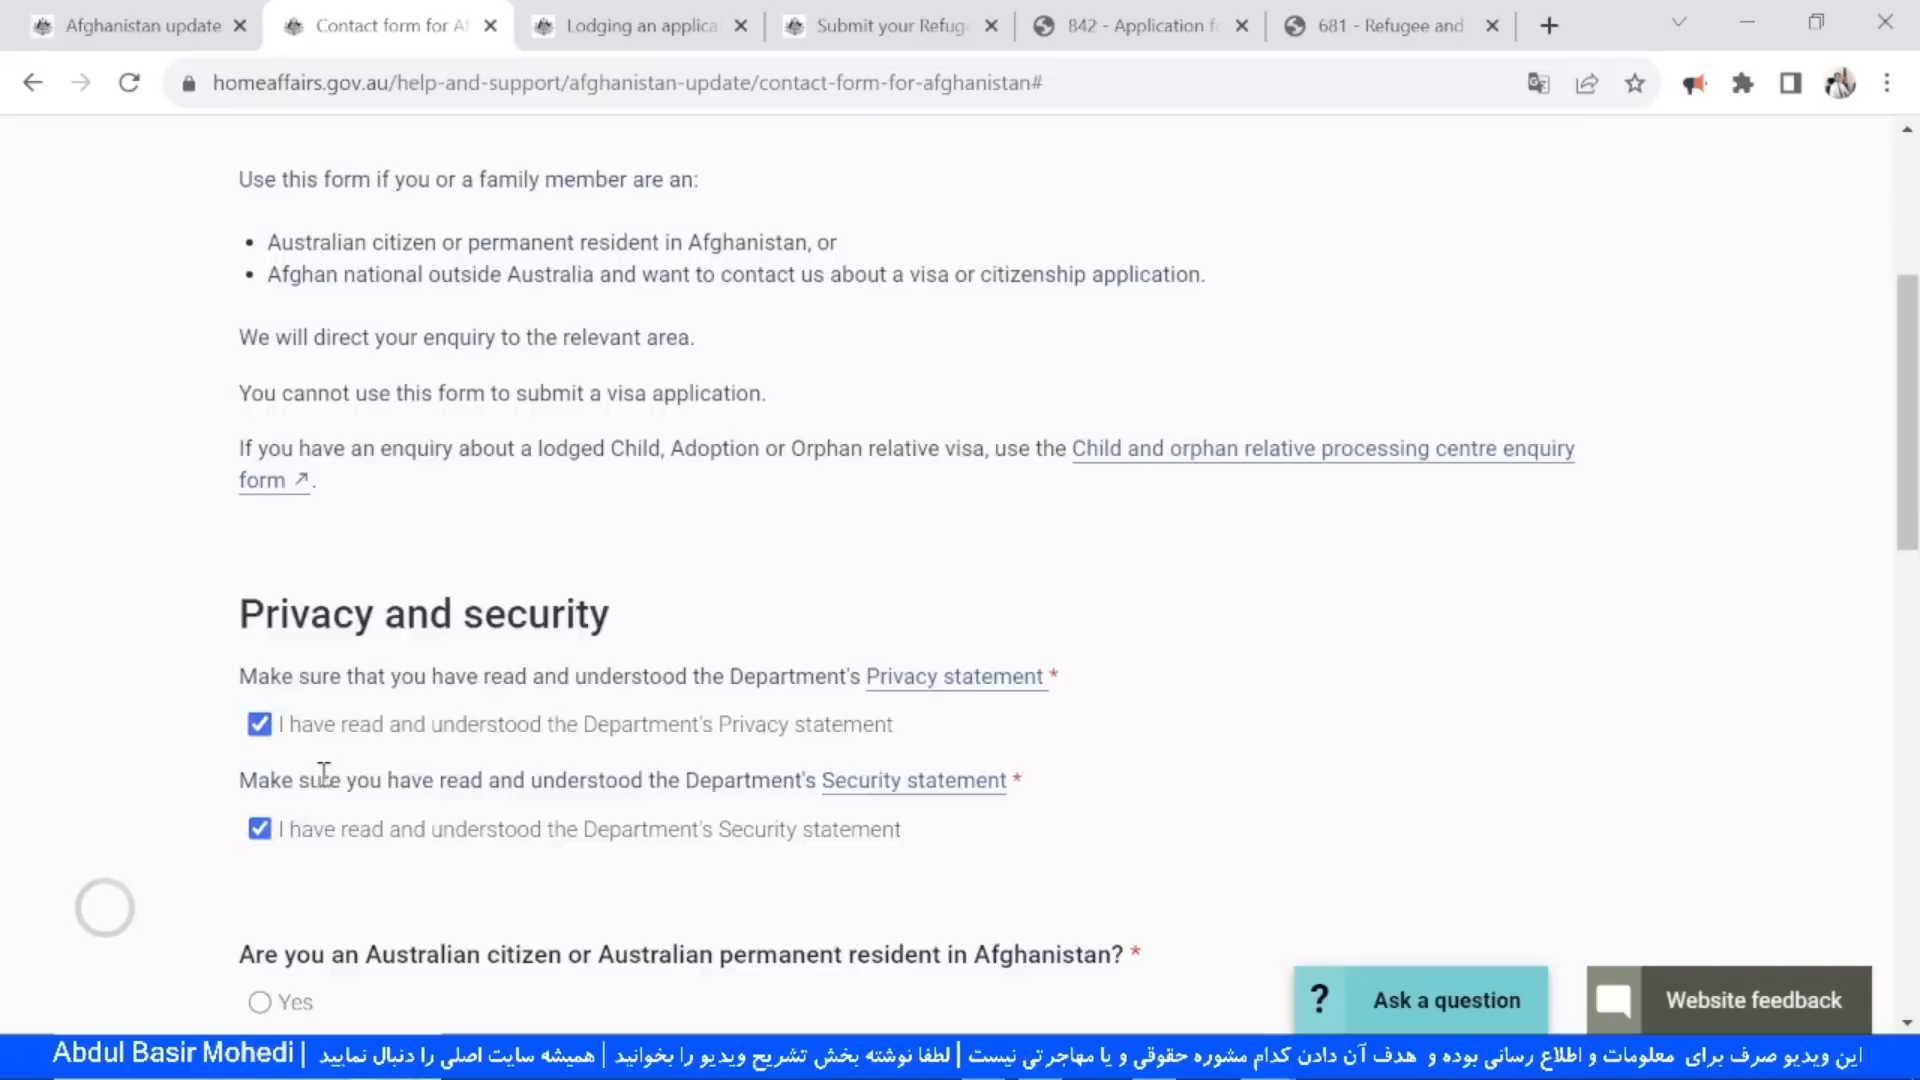 Afghanistan update
Contact form for Af
Lodging an applica
Submit your Refug
842 - Application fo
681 - Refugee and
homeaffairs.gov.au/help-and-support/afghanistan-update/contact-form-for-afghanistan#
Use this form if you or a family member are an:
• Australian citizen or permanent resident in Afghanistan, or
• Afghan national outside Australia and want to contact us about a visa or citizenship application.
We will direct your enquiry to the relevant area.
You cannot use this form to submit a visa application.
If you have an enquiry about a lodged Child, Adoption or Orphan relative visa, use the Child and orphan relative processing centre enquiry
form ↗.
Privacy and security
Make sure that you have read and understood the Department's Privacy statement *
I have read and understood the Department's Privacy statement
Make sure you have read and understood the Department's Security statement *
I have read and understood the Department's Security statement
Are you an Australian citizen or Australian permanent resident in Afghanistan? *
Yes
? Ask a question
Website feedback
Abdul Basir Mohedi | این ویدیو صرف برای معلومات و اطلاع رسانی بوده و هدف آن دادن کدام مشوره حقوقی و یا مهاجرتی نیست | لطفا نوشته بخش تشریح ویدیو را بخوانید | همیشه سایت اصلی را دنبال نمایید